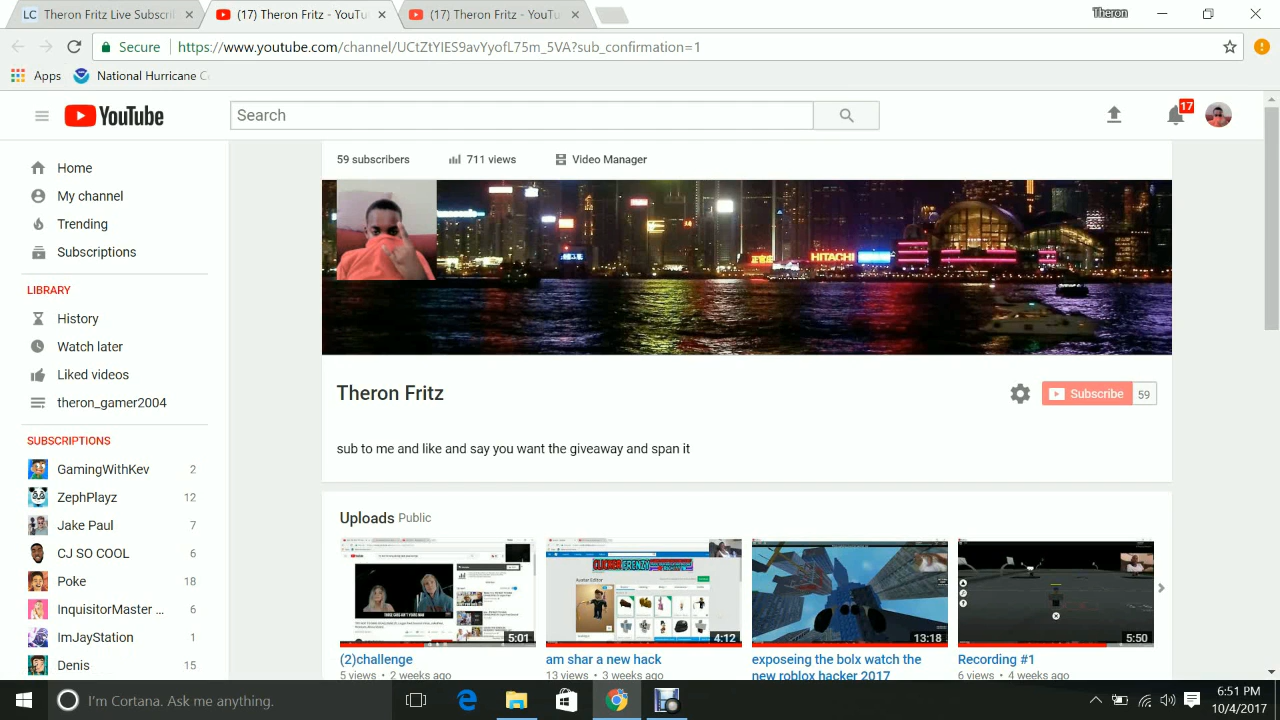 LC Theron Fritz Live Subscri
(17) Theron Fritz - YouTu
(17) Theron Fritz - YouTu
Theron
Secure
https://www.youtube.com/channel/UCtZtYlES9avYyofL75m_5VA?sub_confirmation=1
Apps
National Hurricane Ce
YouTube
Search
17
59 subscribers
711 views
Video Manager
Home
My channel
Trending
Subscriptions
LIBRARY
History
Watch later
Liked videos
theron_gamer2004
SUBSCRIPTIONS
GamingWithKev 2
ZephPlayz 12
Jake Paul 7
CJ SO COOL 6
Poke 18
InquisitorMaster ... 6
ImJayStation 1
Denis 15
HITACHI
Theron Fritz
Subscribe 59
sub to me and like and say you want the giveaway and span it
Uploads Public
5:01
(2)challenge
5 views • 2 weeks ago
Avatar Editor
4:12
am shar a new hack
13 views • 3 weeks ago
13:18
exposeing the bolx watch the
new roblox hacker 2017
5:50
Recording #1
6 views • 4 weeks ago
I'm Cortana. Ask me anything.
6:51 PM
10/4/2017